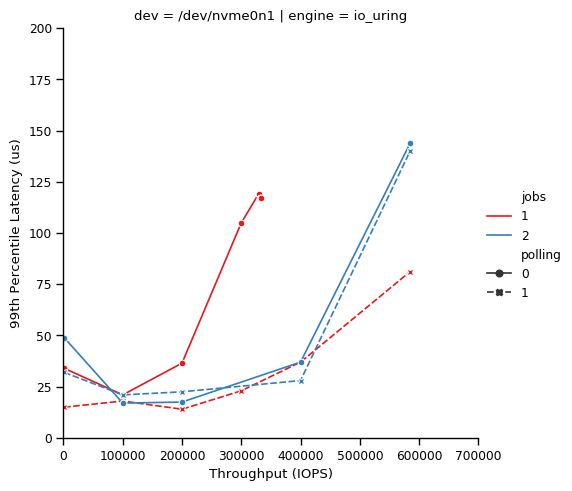 dev = /dev/nvme0n1 | engine = io_uring
200
175
150
125
100
75
50
25
0
99th Percentile Latency (us)
0 100000 200000 300000 400000 500000 600000 700000
Throughput (IOPS)
jobs
1
2
polling
0
1